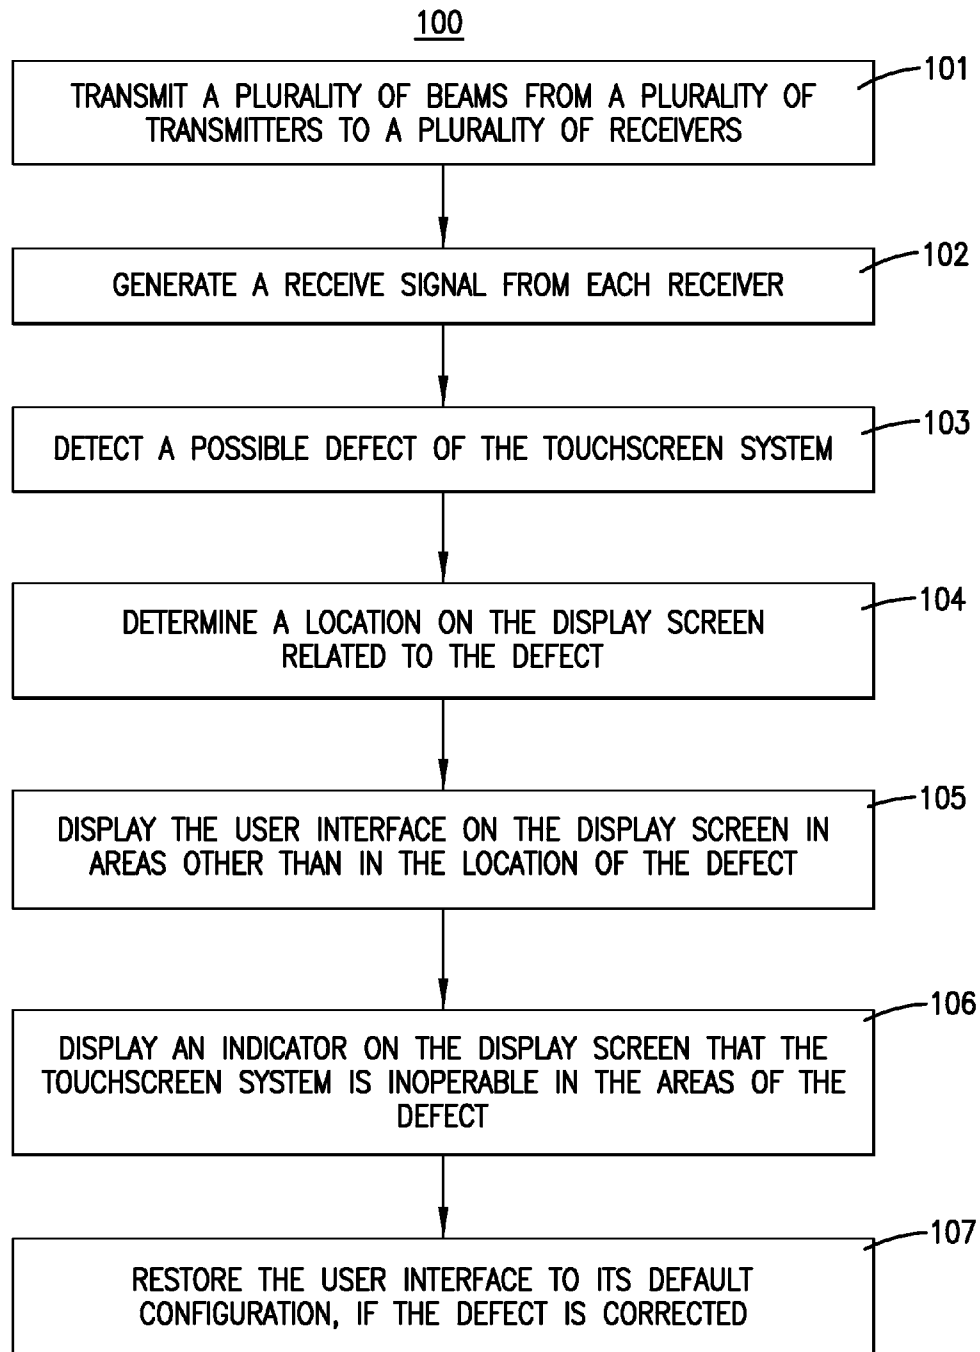 100
101
TRANSMIT A PLURALITY OF BEAMS FROM A PLURALITY OF
TRANSMITTERS TO A PLURALITY OF RECEIVERS
102
GENERATE A RECEIVE SIGNAL FROM EACH RECEIVER
103
DETECT A POSSIBLE DEFECT OF THE TOUCHSCREEN SYSTEM
104
DETERMINE A LOCATION ON THE DISPLAY SCREEN
RELATED TO THE DEFECT
105
DISPLAY THE USER INTERFACE ON THE DISPLAY SCREEN IN
AREAS OTHER THAN IN THE LOCATION OF THE DEFECT
106
DISPLAY AN INDICATOR ON THE DISPLAY SCREEN THAT THE
TOUCHSCREEN SYSTEM IS INOPERABLE IN THE AREAS OF THE
DEFECT
107
RESTORE THE USER INTERFACE TO ITS DEFAULT
CONFIGURATION, IF THE DEFECT IS CORRECTED